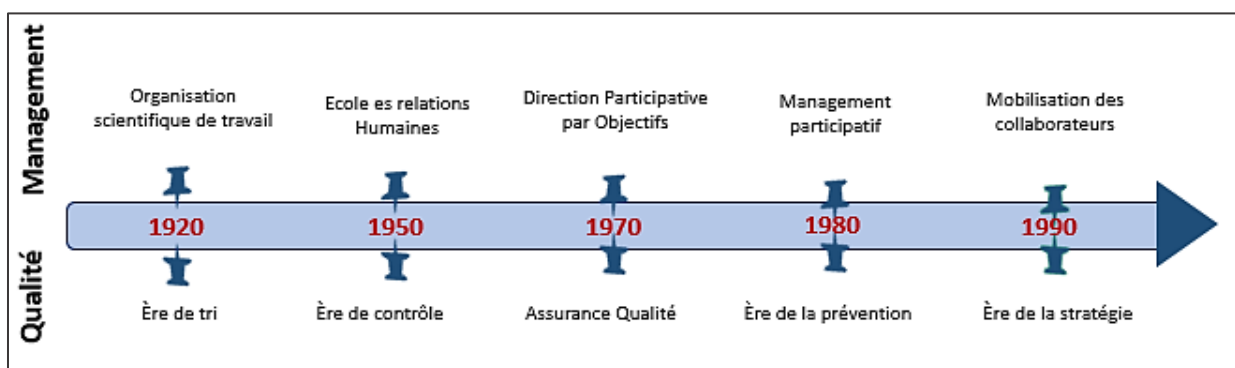 Management
Organisation
scientifique de travail
Ecole es relations
Humaines
Direction Participative
par Objectifs
Management
participatif
Mobilisation des
collaborateurs
1920
1950
1970
1980
1990
Qualité
Ère de tri
Ère de contrôle
Assurance Qualité
Ère de la prévention
Ère de la stratégie